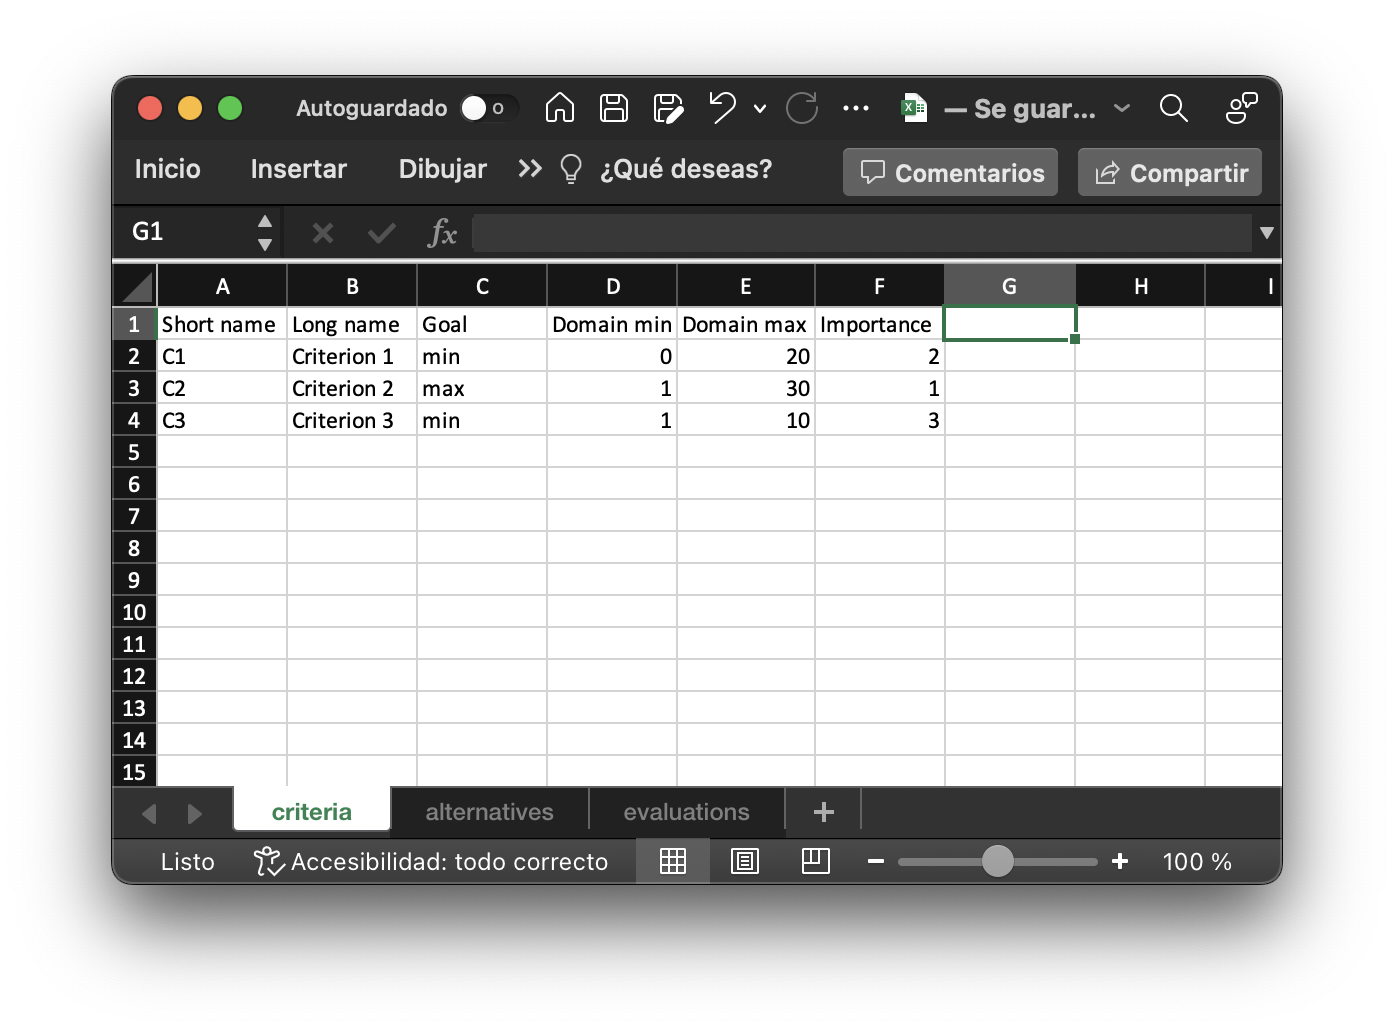 Autoguardado — Se guar...
Inicio Insertar Dibujar >> ¿Qué deseas? Comentarios Compartir
G1 fx
A B C D E F G H I
1 Short name Long name Goal Domain min Domain max Importance
2 C1 Criterion 1 min 0 20 2
3 C2 Criterion 2 max 1 30 1
4 C3 Criterion 3 min 1 10 3
5
6
7
8
9
10
11
12
13
14
15
criteria alternatives evaluations +
Listo Accesibilidad: todo correcto − + 100 %